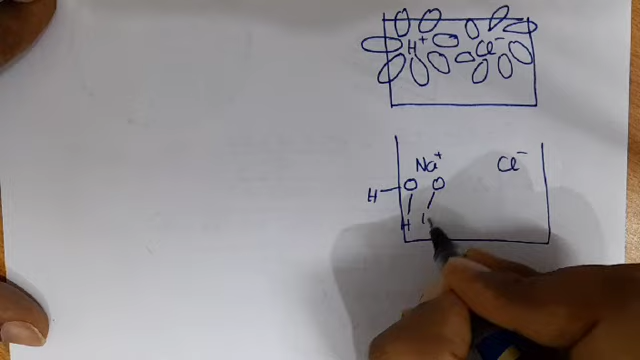 H⁺ Cl⁻
Na⁺ Cl⁻
H O O
H